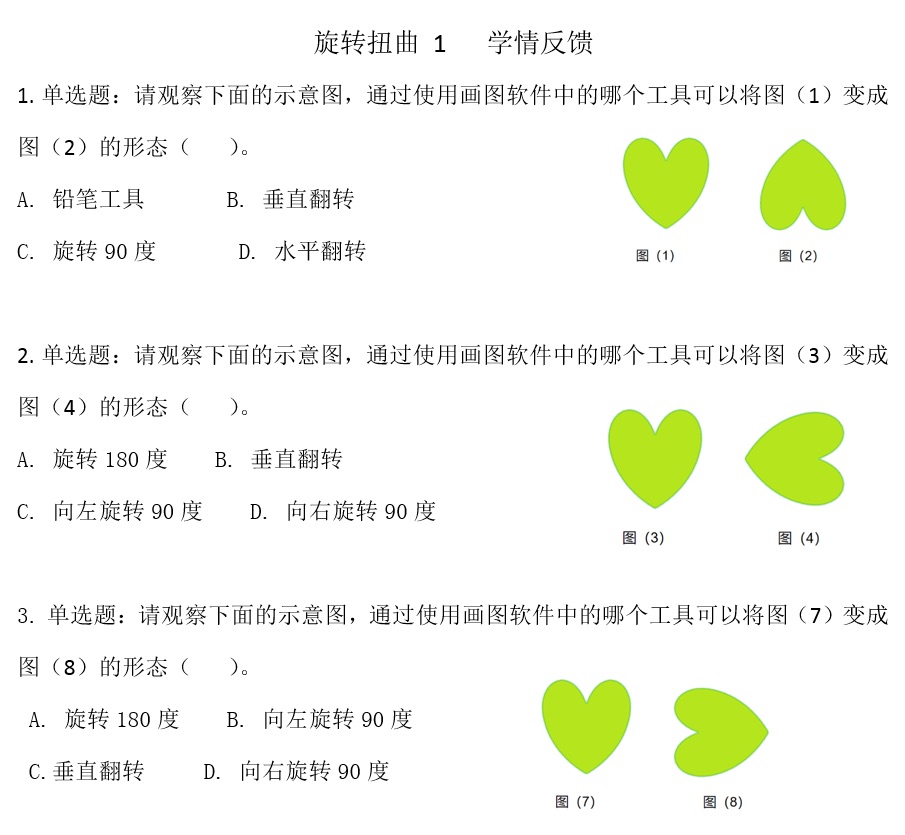 旋转扭曲 1 学情反馈
1. 单选题：请观察下面的示意图，通过使用画图软件中的哪个工具可以将图（1）变成
图（2）的形态（ ）。
A. 铅笔工具 B. 垂直翻转
C. 旋转 90 度 D. 水平翻转
图 (1) 图 (2)
2. 单选题：请观察下面的示意图，通过使用画图软件中的哪个工具可以将图（3）变成
图（4）的形态（ ）。
A. 旋转 180 度 B. 垂直翻转
C. 向左旋转 90 度 D. 向右旋转 90 度
图 (3) 图 (4)
3. 单选题：请观察下面的示意图，通过使用画图软件中的哪个工具可以将图（7）变成
图（8）的形态（ ）。
A. 旋转 180 度 B. 向左旋转 90 度
C.垂直翻转 D. 向右旋转 90 度
图 (7) 图 (8)